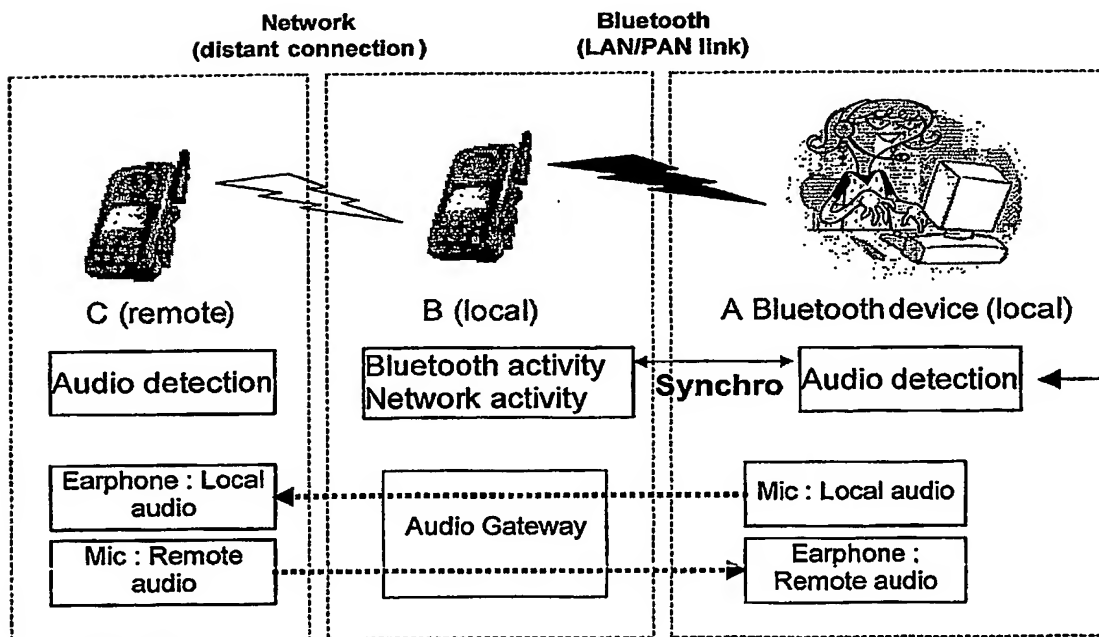 Network
(distant connection)
Bluetooth
(LAN/PAN link)
C (remote)
B (local)
A Bluetooth device (local)
Audio detection
Bluetooth activity
Network activity
Synchro
Audio detection
Earphone : Local
audio
Audio Gateway
Mic : Local audio
Mic : Remote
audio
Earphone :
Remote audio